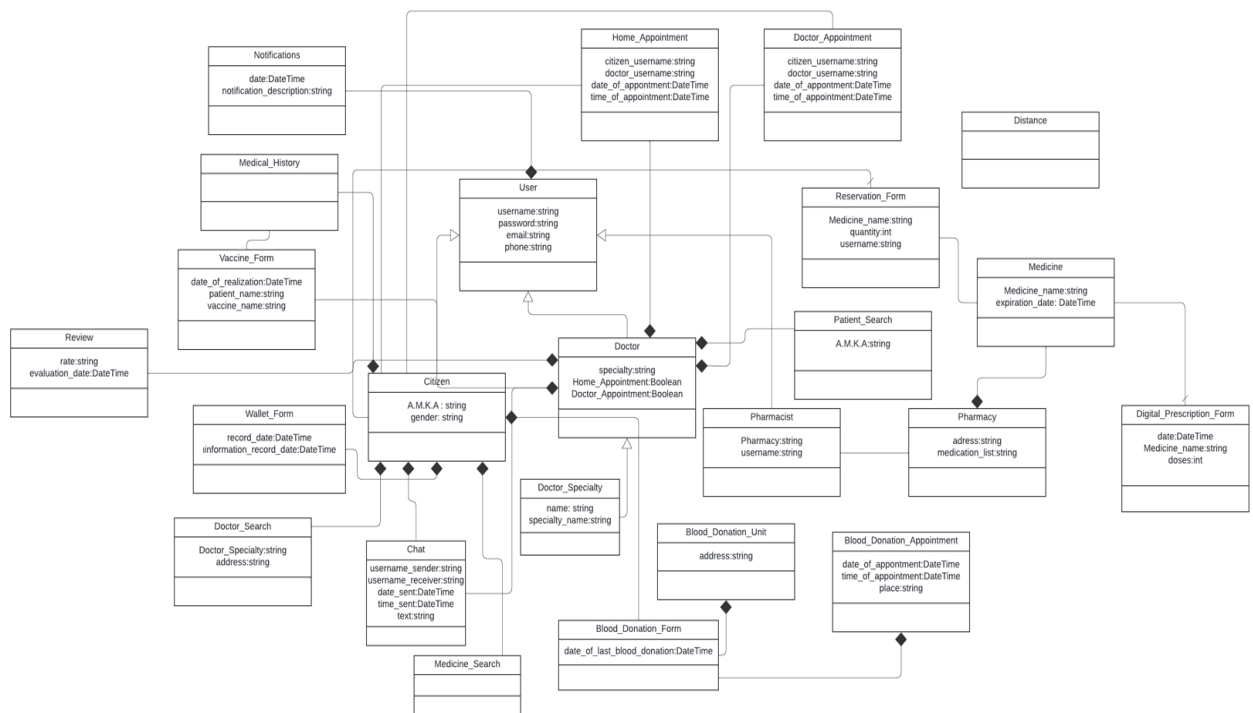 Notifications
date:DateTime
notification_description:string
Home_Appointment
citizen_username:string
doctor_username:string
date_of_appontment:DateTime
time_of_appointment:DateTime
Doctor_Appointment
citizen_username:string
doctor_username:string
date_of_appontment:DateTime
time_of_appointment:DateTime
Distance
Medical_History
User
username:string
password:string
email:string
phone:string
Reservation_Form
Medicine_name:string
quantity:int
username:string
Vaccine_Form
date_of_realization:DateTime
patient_name:string
vaccine_name:string
Medicine
Medicine_name:string
expiration_date: DateTime
Review
rate:string
evaluation_date:DateTime
Patient_Search
A.M.K.A:string
Doctor
specialty:string
Home_Appointment:Boolean
Doctor_Appointment:Boolean
Citizen
A.M.K.A : string
gender: string
Wallet_Form
record_date:DateTime
iinformation_record_date:DateTime
Pharmacist
Pharmacy:string
username:string
Pharmacy
adress:string
medication_list:string
Digital_Prescription_Form
date:DateTime
Medicine_name:string
doses:int
Doctor_Specialty
name: string
specialty_name:string
Doctor_Search
Doctor_Specialty:string
address:string
Chat
username_sender:string
username_receiver:string
date_sent:DateTime
time_sent:DateTime
text:string
Blood_Donation_Unit
address:string
Blood_Donation_Appointment
date_of_appontment:DateTime
time_of_appointment:DateTime
place:string
Blood_Donation_Form
date_of_last_blood_donation:DateTime
Medicine_Search